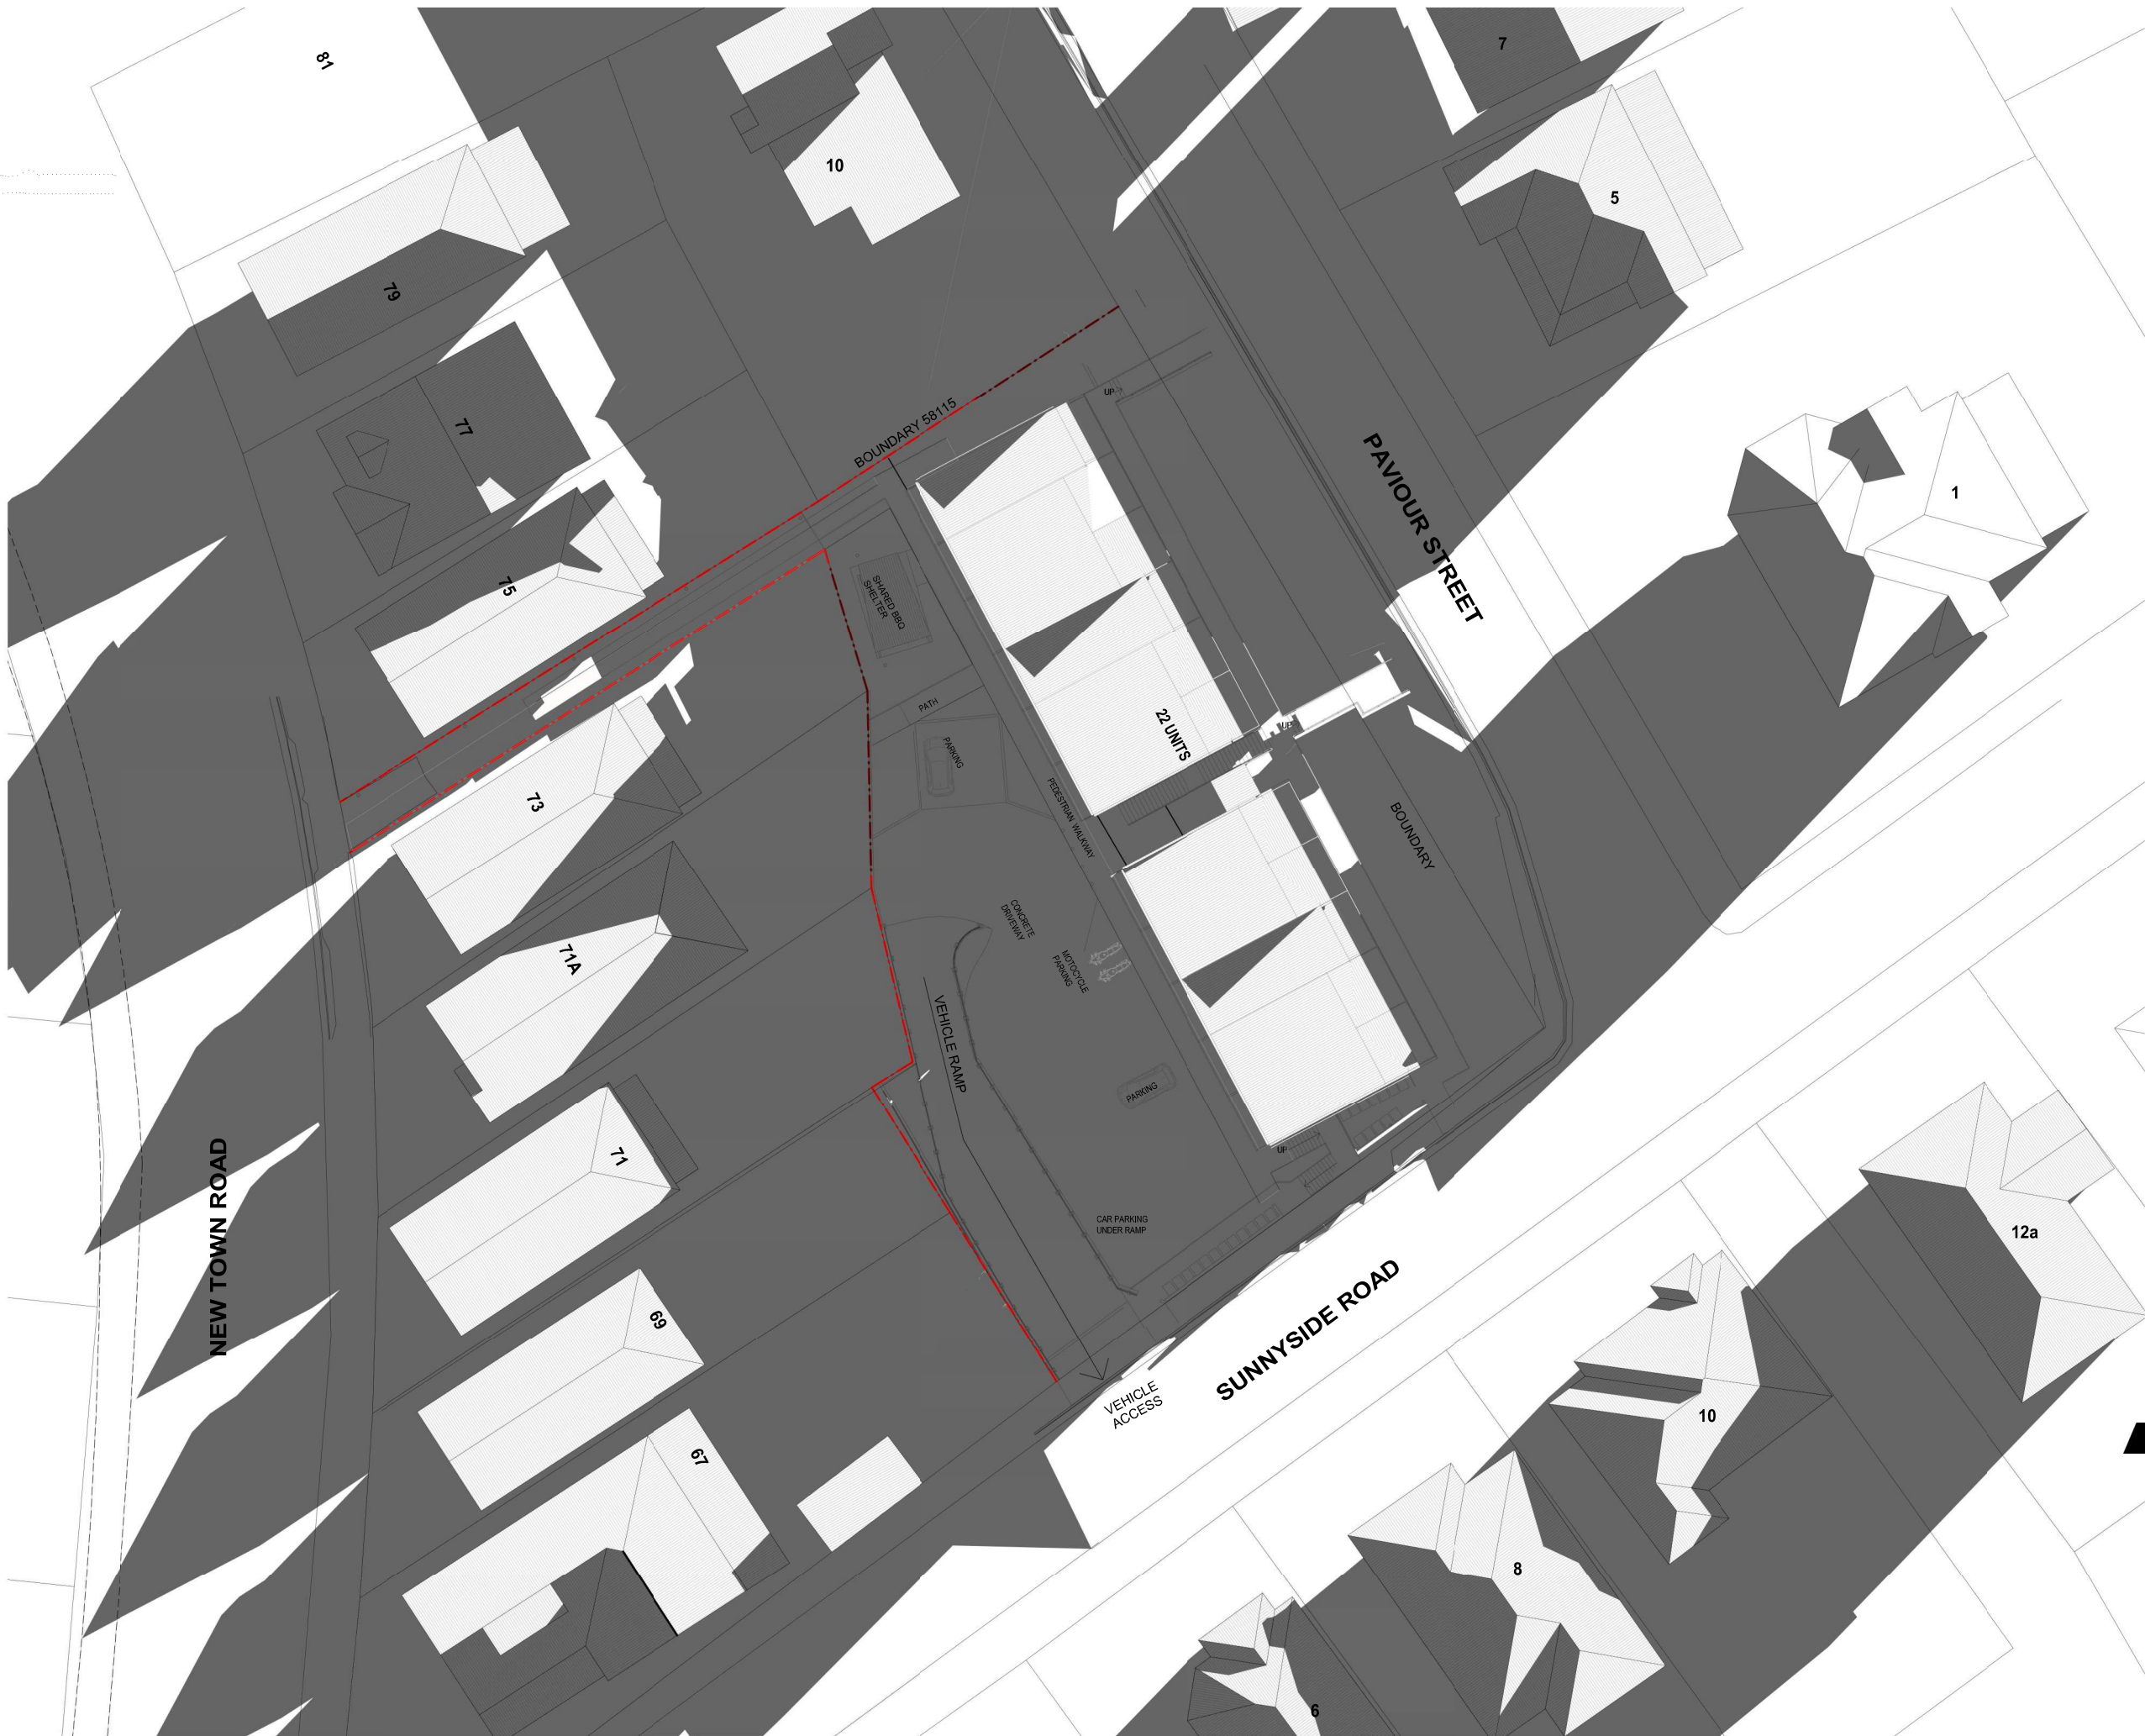 81
7
10
5
79
77
UP
BOUNDARY 58115
1
PAVIOUR STREET
75
SHARED BBQ
SHELTER
PATH
22 UNITS
PARKING
73
PEDESTRIAN WALKWAY
BOUNDARY
CONCRETE
DRIVEWAY
71A
MOTOCYCLE
PARKING
VEHICLE RAMP
PARKING
71
UP
NEW TOWN ROAD
CAR PARKING
UNDER RAMP
12a
69
SUNNYSIDE ROAD
VEHICLE
ACCESS
10
67
8
6